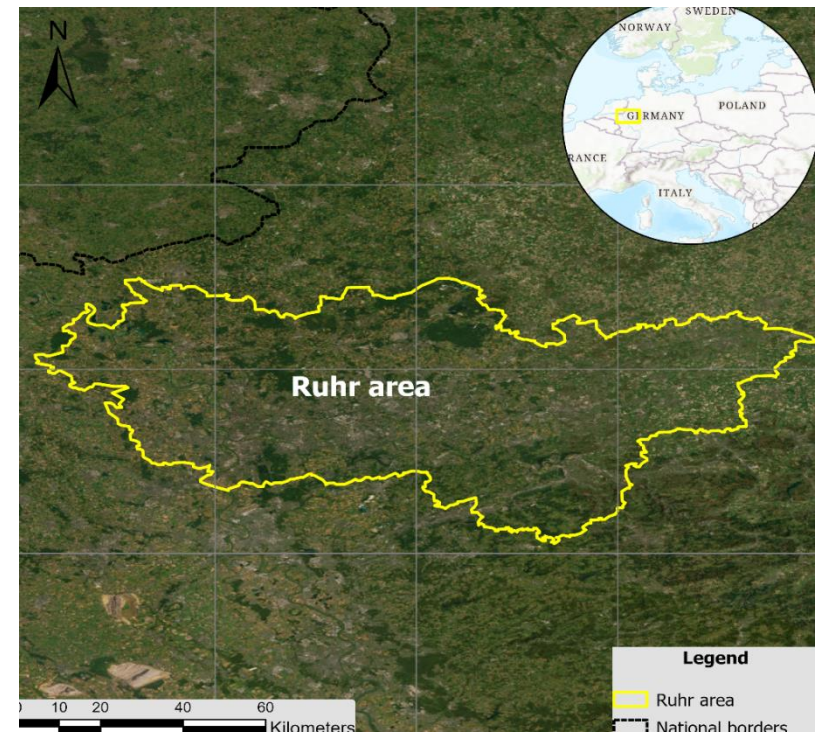 N
SWEDEN
NORWAY
POLAND
GERMANY
RANCE
ITALY
Ruhr area
Legend
Ruhr area
National borders
10 20 40 60
Kilometers